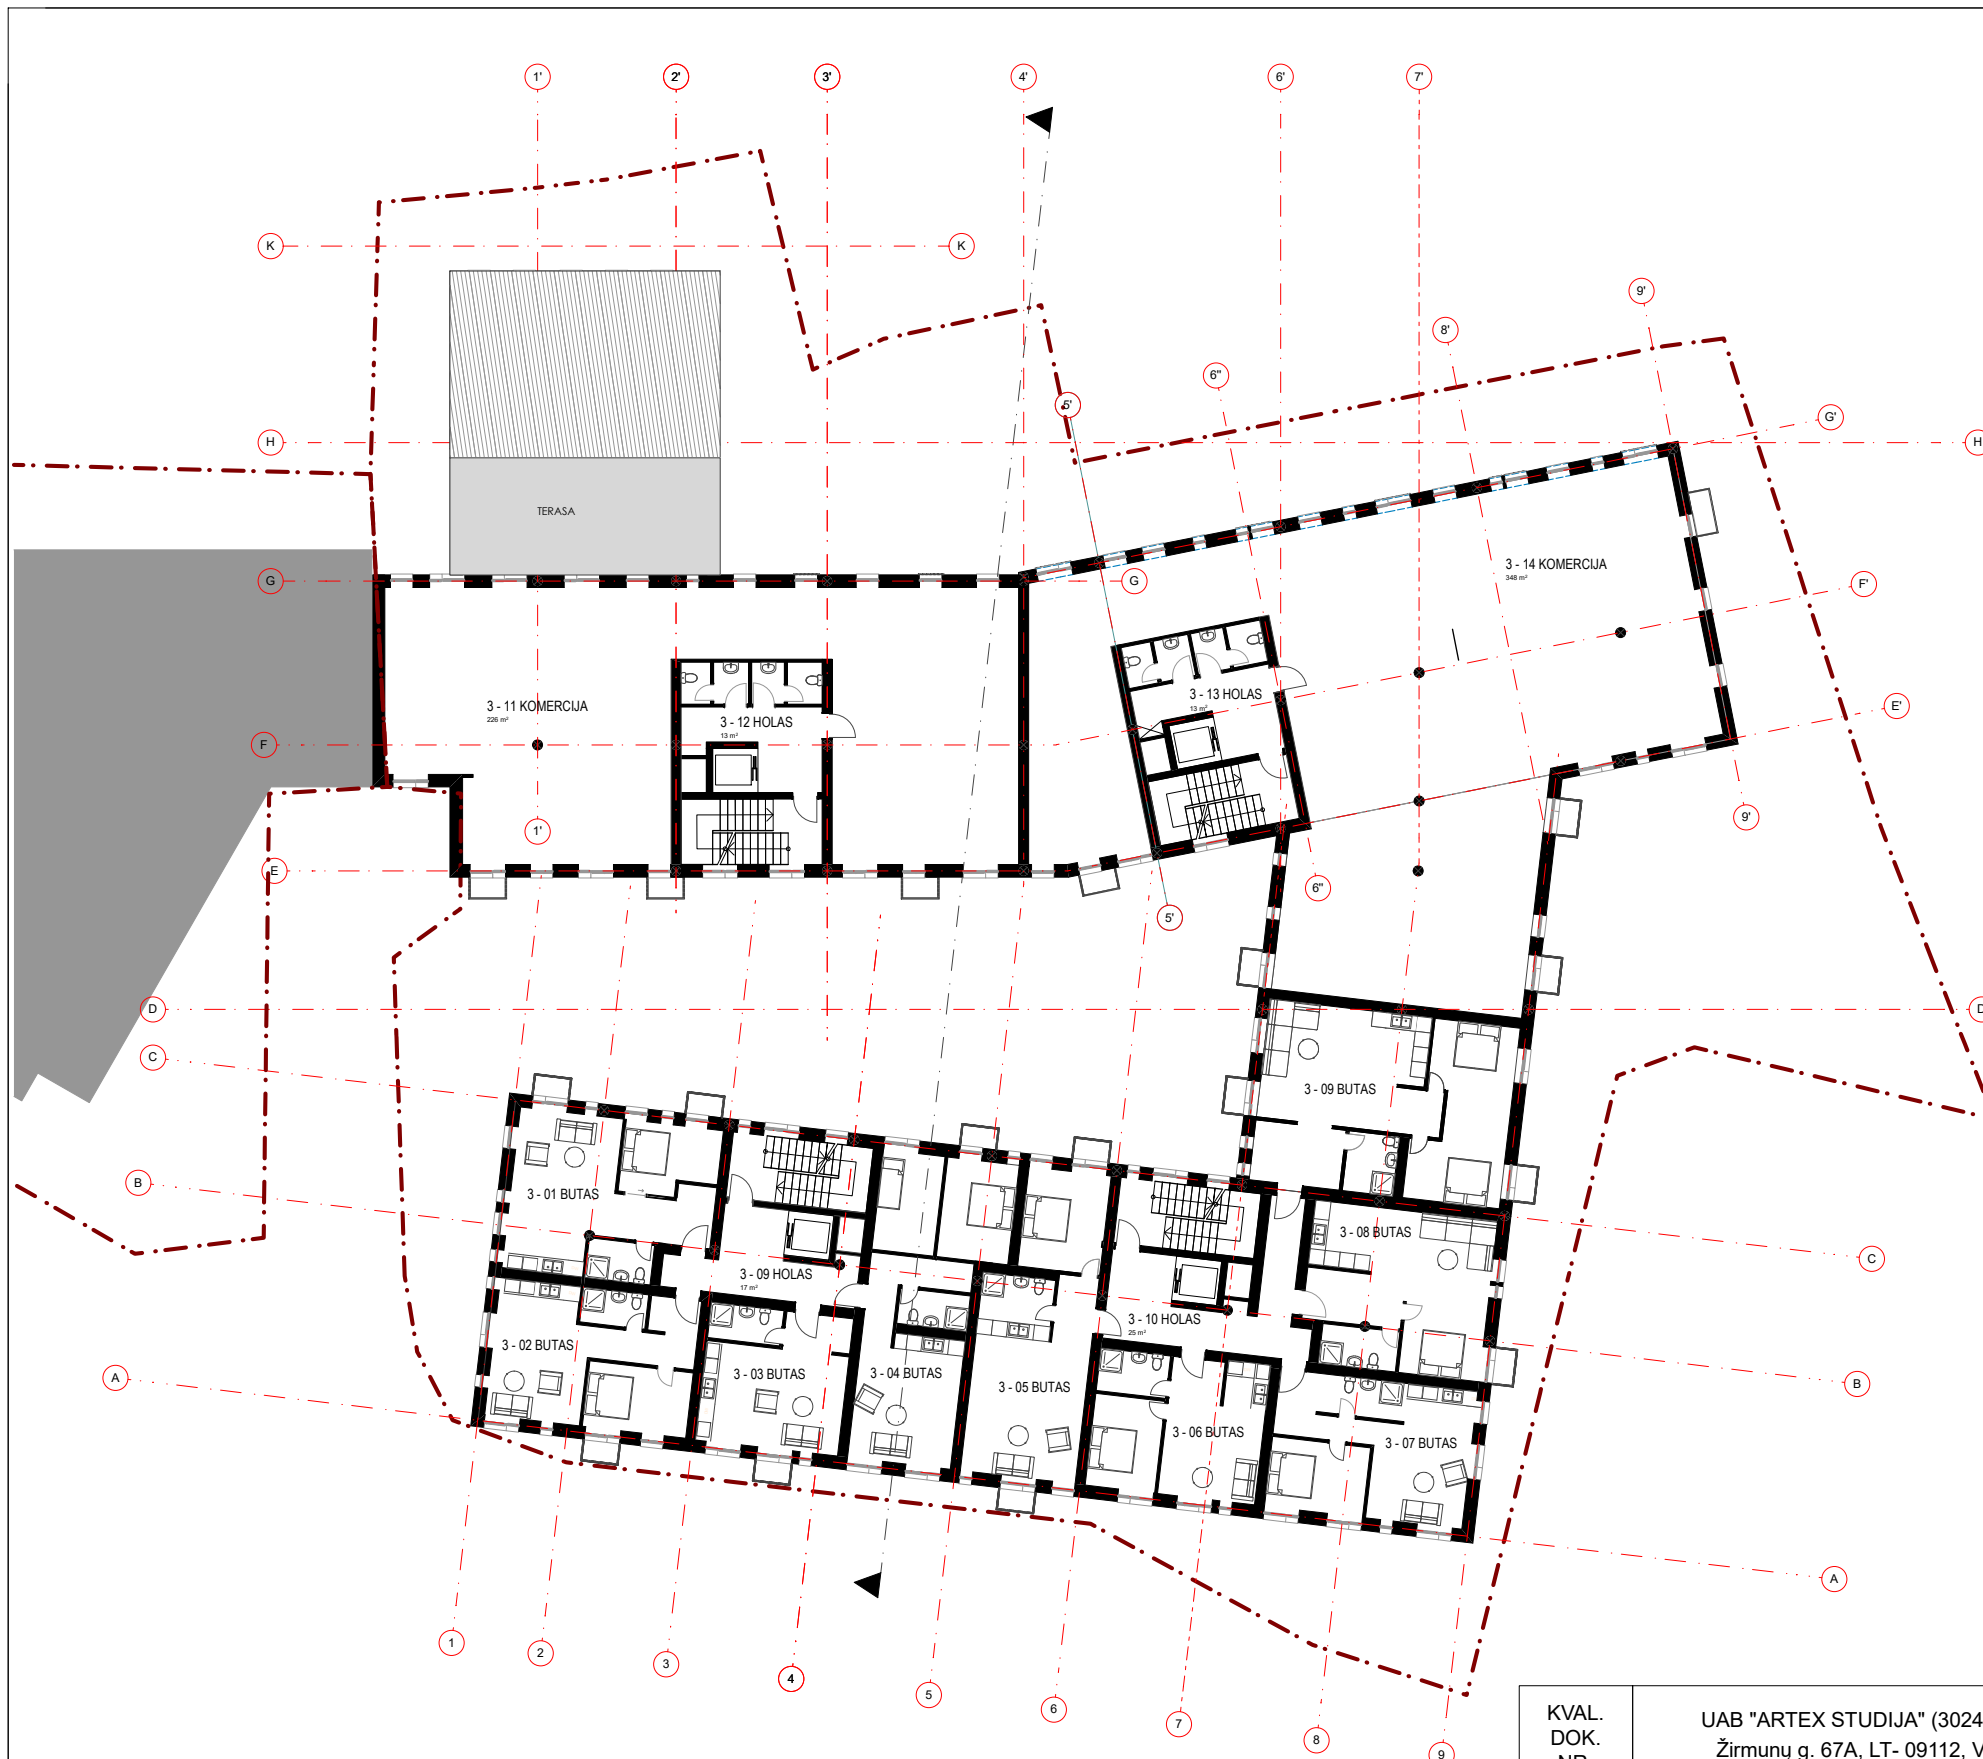 1'
2'
3'
4'
6'
7'
K
K
9'
8'
6"
5'
G'
H
H
TERASA
3 - 14 KOMERCIJA
348 m²
G
G
F'
3 - 13 HOLAS
13 m²
3 - 11 KOMERCIJA
226 m²
3 - 12 HOLAS
13 m²
E'
F
1'
9'
E
6"
5'
D
D
C
3 - 09 BUTAS
B
3 - 01 BUTAS
3 - 08 BUTAS
C
3 - 09 HOLAS
17 m²
3 - 10 HOLAS
25 m²
3 - 02 BUTAS
3 - 03 BUTAS
3 - 04 BUTAS
3 - 05 BUTAS
A
B
3 - 06 BUTAS
3 - 07 BUTAS
A
1
2
3
4
5
6
7
8
9
KVAL.
DOK.
UAB "ARTEX STUDIJA" (3024
Žirmunų g. 67A, LT- 09112, V